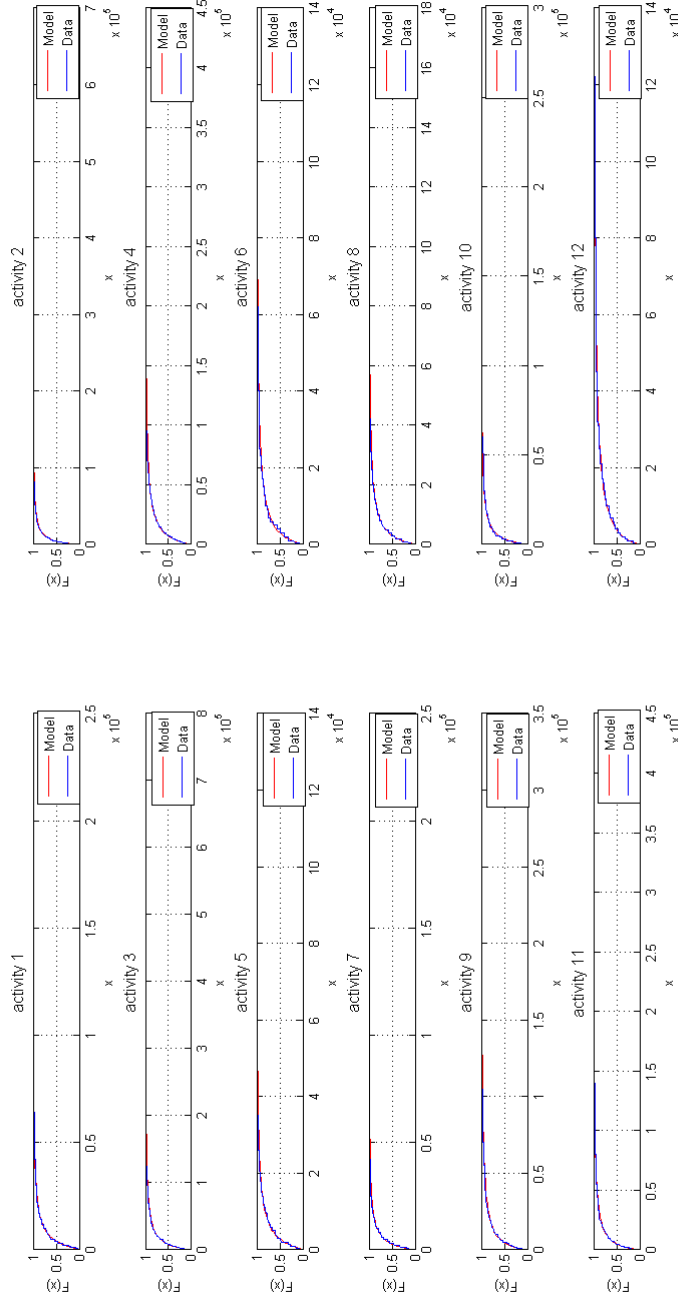 activity 1
F(x)
1
0.5
0
Model
Data
0 0.5 1 1.5 2 2.5
x
x 10^5
activity 2
F(x)
1
0.5
0
Model
Data
0 1 2 3 4 5 6 7
x
x 10^5
activity 3
F(x)
1
0.5
0
Model
Data
0 1 2 3 4 5 6 7 8
x
x 10^5
activity 4
F(x)
1
0.5
0
Model
Data
0 0.5 1 1.5 2 2.5 3 3.5 4 4.5
x
x 10^5
activity 5
F(x)
1
0.5
0
Model
Data
0 2 4 6 8 10 12 14
x
x 10^4
activity 6
F(x)
1
0.5
0
Model
Data
0 2 4 6 8 10 12 14
x
x 10^4
activity 7
F(x)
1
0.5
0
Model
Data
0 0.5 1 1.5 2 2.5
x
x 10^5
activity 8
F(x)
1
0.5
0
Model
Data
0 2 4 6 8 10 12 14 16 18
x
x 10^4
activity 9
F(x)
1
0.5
0
Model
Data
0 0.5 1 1.5 2 2.5 3 3.5
x
x 10^5
activity 10
F(x)
1
0.5
0
Model
Data
0 0.5 1 1.5 2 2.5 3
x
x 10^5
activity 11
F(x)
1
0.5
0
Model
Data
0 0.5 1 1.5 2 2.5 3 3.5 4 4.5
x
x 10^5
activity 12
F(x)
1
0.5
0
Model
Data
0 2 4 6 8 10 12 14
x
x 10^4